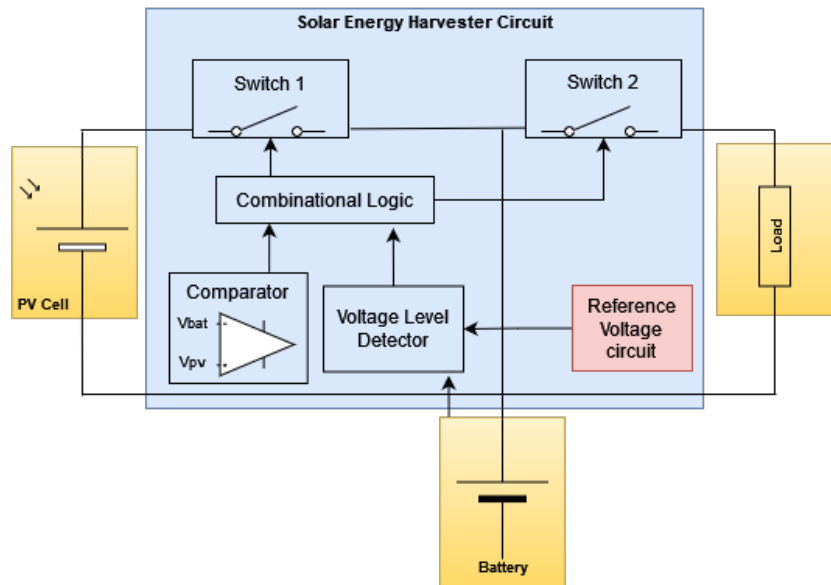 Solar Energy Harvester Circuit
Switch 1
Switch 2
Combinational Logic
PV Cell
Comparator
Vbat
Vpv
Voltage Level
Detector
Reference
Voltage
circuit
Load
Battery